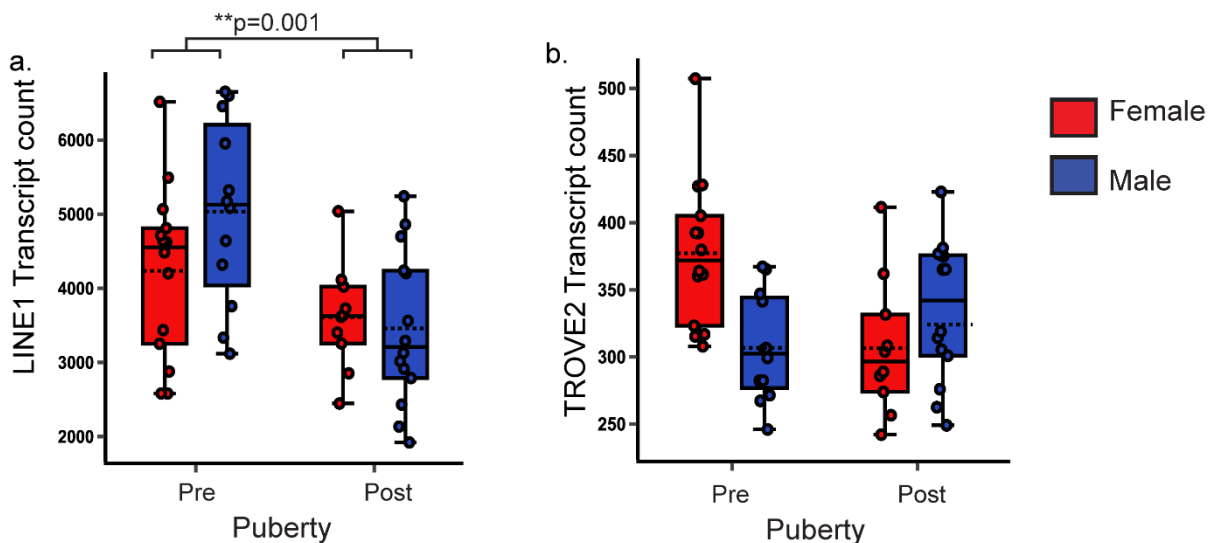 **p=0.001
a.
LINE1 Transcript count
6000
5000
4000
3000
2000
Pre
Post
Puberty
b.
TROVE2 Transcript count
500
450
400
350
300
250
Pre
Post
Puberty
Female
Male